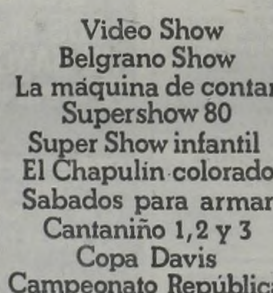 Video Show
Belgrano Show
La máquina de contar
Supershow 80
Super Show infantil
El Chapulín colorado
Sabados para armar
Cantaniño 1,2 y 3
Copa Davis
Campeonato República